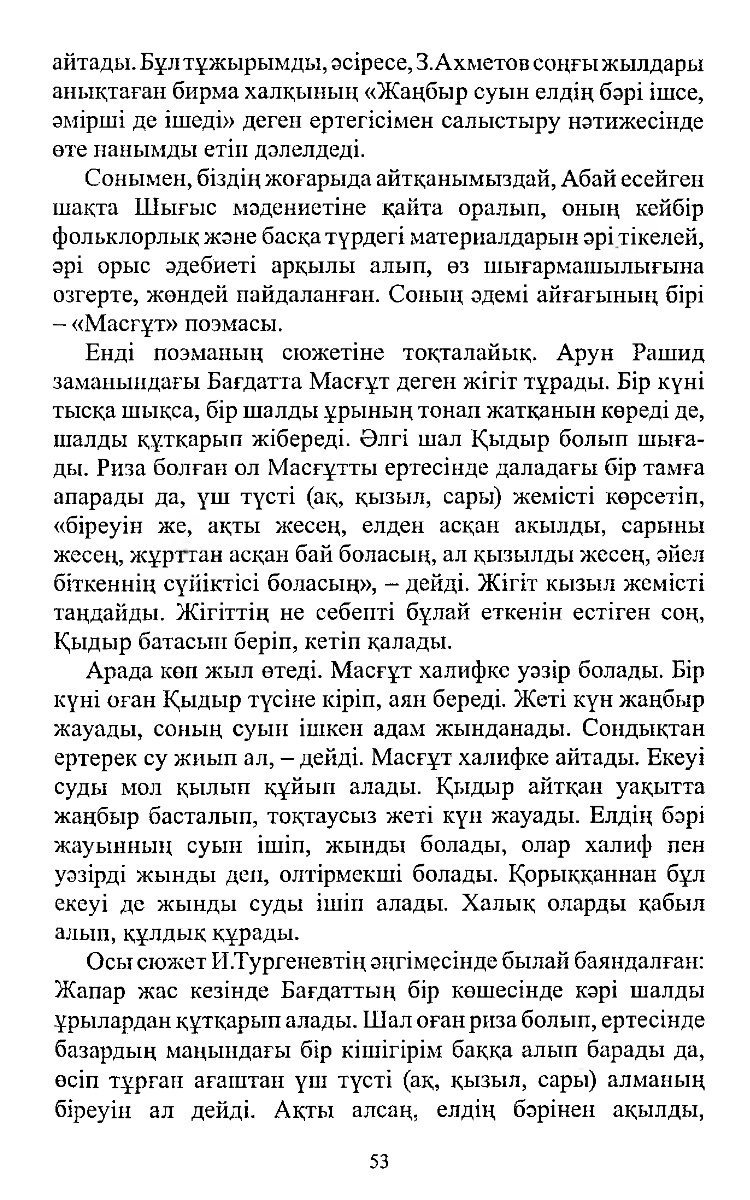 айтады. Бұл тұжырымды, әсіресе, З.Ахметов соңғы жылдары
анықтаған бирма халқының «Жаңбыр суын елдің бәрі ішсе,
әмірші де ішеді» деген ертегісімен салыстыру нәтижесінде
өте нанымды етіп дәлелдеді.
Сонымен, біздің жоғарыда айтқанымыздай, Абай есейген
шақта Шығыс мәдениетіне қайта оралып, оның кейбір
фольклорлық және басқа түрдегі материалдарын әрі тікелей,
әрі орыс әдебиеті арқылы алып, өз шығармашылығына
өзгерте, жөндей пайдаланған. Соның әдемі айғағының бірі
– «Масғұт» поэмасы.
Енді поэманың сюжетіне тоқталайық. Арун Рашид
заманындағы Бағдатта Масғұт деген жігіт тұрады. Бір күні
тысқа шықса, бір шалды ұрының тонап жатқанын көреді де,
шалды құтқарып жібереді. Әлгі шал Қыдыр болып шыға-
ды. Риза болған ол Масғұтты ертесінде даладағы бір тамға
апарады да, үш түсті (ақ, қызыл, сары) жемісті көрсетіп,
«біреуін же, ақты жесең, елден асқан акылды, сарыны
жесең, жұрттан асқан бай боласың, ал қызылды жесең, әйел
біткеннің сүйіктісі боласың», – дейді. Жігіт кызыл жемісті
таңдайды. Жігіттің не себепті бұлай еткенін естіген соң,
Қыдыр батасын беріп, кетіп қалады.
Арада көп жыл өтеді. Масғұт халифке уәзір болады. Бір
күні оған Қыдыр түсіне кіріп, аян береді. Жеті күн жаңбыр
жауады, соның суын ішкен адам жынданады. Сондықтан
ертерек су жиып ал, – дейді. Масғұт халифке айтады. Екеуі
суды мол қылып құйып алады. Қыдыр айтқан уақытта
жаңбыр басталып, тоқтаусыз жеті күн жауады. Елдің бәрі
жауынның суын ішіп, жынды болады, олар халиф пен
уәзірді жынды деп, өлтірмекші болады. Қорыққаннан бұл
екеуі де жынды суды ішіп алады. Халық оларды қабыл
алып, құлдық құрады.
Осы сюжет И.Тургеневтің әңгімесінде былай баяндалған:
Жапар жас кезінде Бағдаттың бір көшесінде кәрі шалды
ұрылардан құтқарып алады. Шал оған риза болып, ертесінде
базардың маңындағы бір кішігірім баққа алып барады да,
өсіп тұрған ағаштан үш түсті (ақ, қызыл, сары) алманың
біреуін ал дейді. Ақты алсаң, елдің бәрінен ақылды,
53